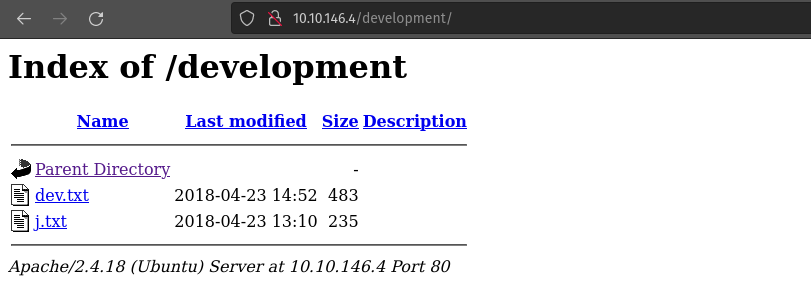 10.10.146.4/development/
Index of /development
Name Last modified Size Description
Parent Directory -
dev.txt 2018-04-23 14:52 483
j.txt 2018-04-23 13:10 235
Apache/2.4.18 (Ubuntu) Server at 10.10.146.4 Port 80